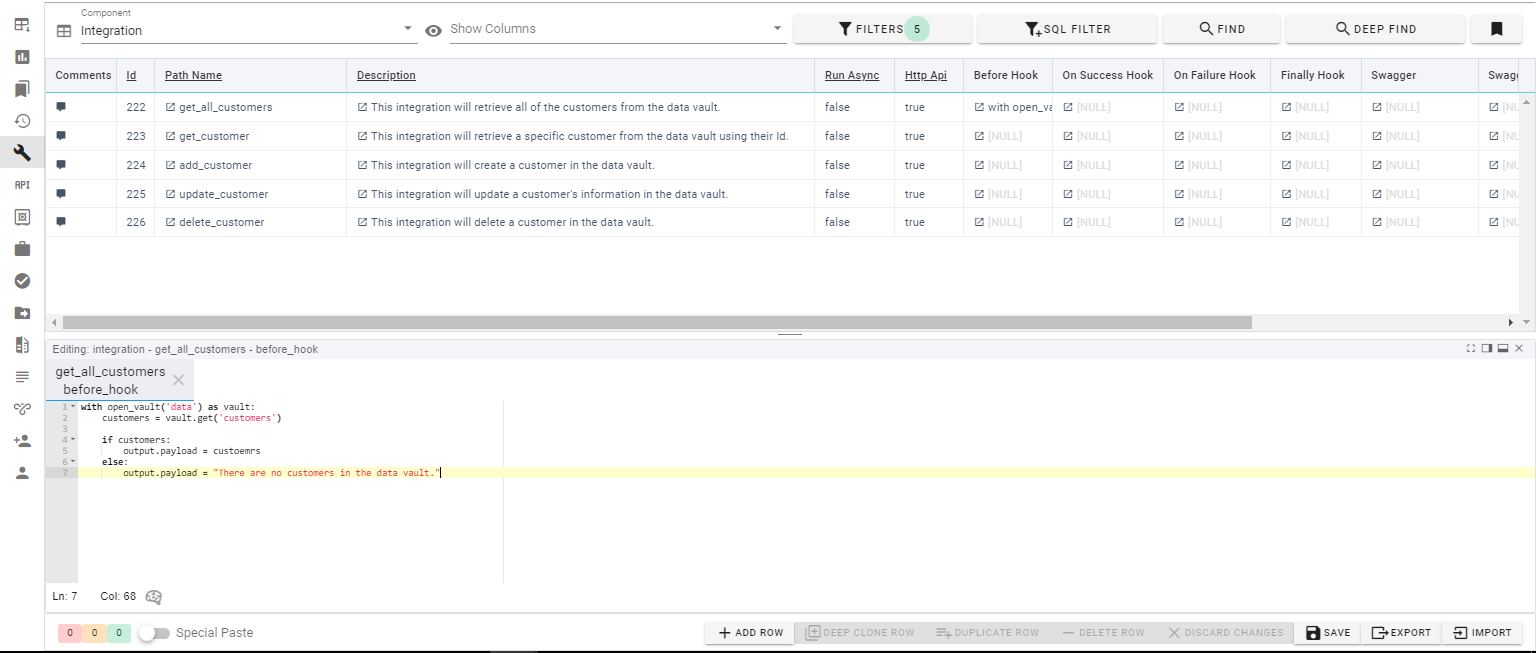 Component
Integration
Show Columns
FILTERS 5
SQL FILTER
FIND
DEEP FIND
Comments Id Path Name Description Run Async Http Api Before Hook On Success Hook On Failure Hook Finally Hook Swagger Swag
222 get_all_customers This integration will retrieve all of the customers from the data vault. false true with open_va [NULL] [NULL] [NULL] [NULL] [NU
223 get_customer This integration will retrieve a specific customer from the data vault using their Id. false true [NULL] [NULL] [NULL] [NULL] [NULL] [NU
224 add_customer This integration will create a customer in the data vault. false true [NULL] [NULL] [NULL] [NULL] [NULL] [NU
225 update_customer This integration will update a customer's information in the data vault. false true [NULL] [NULL] [NULL] [NULL] [NULL] [NU
226 delete_customer This integration will delete a customer in the data vault. false true [NULL] [NULL] [NULL] [NULL] [NULL] [NU
API
Editing: integration - get_all_customers - before_hook
get_all_customers
before_hook
1 with open_vault('data') as vault:
2 customers = vault.get('customers')
3
4 if customers:
5 output.payload = custoemrs
6 else:
7 output.payload = "There are no customers in the data vault."
Ln: 7 Col: 68
0 0 0 Special Paste
ADD ROW DEEP CLONE ROW DUPLICATE ROW DELETE ROW DISCARD CHANGES SAVE EXPORT IMPORT